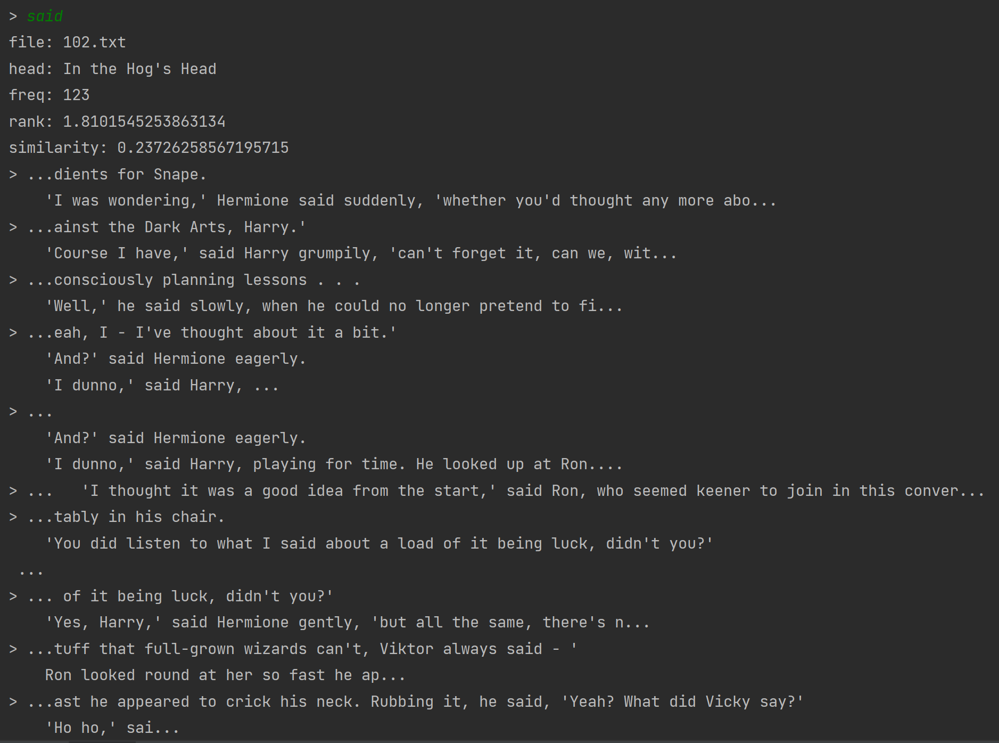 > said
file: 102.txt
head: In the Hog's Head
freq: 123
rank: 1.8101545253863134
similarity: 0.23726258567195715
> ...dients for Snape.
    'I was wondering,' Hermione said suddenly, 'whether you'd thought any more abo...
> ...ainst the Dark Arts, Harry.'
    'Course I have,' said Harry grumpily, 'can't forget it, can we, wit...
> ...consciously planning lessons . . .
    'Well,' he said slowly, when he could no longer pretend to fi...
> ...eah, I - I've thought about it a bit.'
    'And?' said Hermione eagerly.
    'I dunno,' said Harry, ...
> ...
    'And?' said Hermione eagerly.
    'I dunno,' said Harry, playing for time. He looked up at Ron....
> ...   'I thought it was a good idea from the start,' said Ron, who seemed keener to join in this conver...
> ...tably in his chair.
    'You did listen to what I said about a load of it being luck, didn't you?'
 ...
> ... of it being luck, didn't you?'
    'Yes, Harry,' said Hermione gently, 'but all the same, there's n...
> ...tuff that full-grown wizards can't, Viktor always said - '
    Ron looked round at her so fast he ap...
> ...ast he appeared to crick his neck. Rubbing it, he said, 'Yeah? What did Vicky say?'
    'Ho ho,' sai...